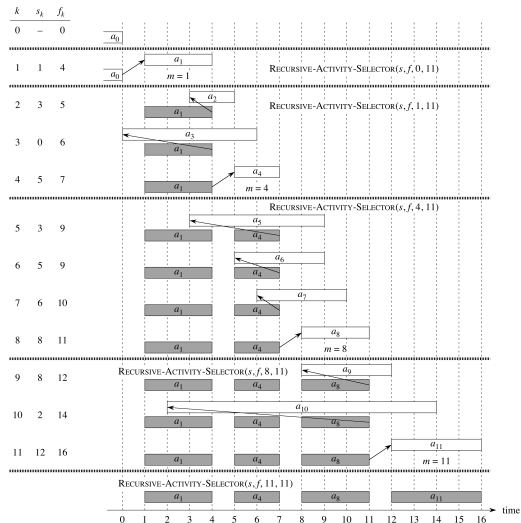 k s_k f_k
0 – 0 a_0
1 1 4 a_0 a_1 m = 1 RECURSIVE-ACTIVITY-SELECTOR(s, f, 0, 11)
2 3 5 a_2 a_1 RECURSIVE-ACTIVITY-SELECTOR(s, f, 1, 11)
3 0 6 a_3 a_1
4 5 7 a_4 a_1 m = 4
RECURSIVE-ACTIVITY-SELECTOR(s, f, 4, 11)
5 3 9 a_5 a_1 a_4
6 5 9 a_6 a_1 a_4
7 6 10 a_7 a_1 a_4
8 8 11 a_8 a_1 a_4 m = 8
RECURSIVE-ACTIVITY-SELECTOR(s, f, 8, 11)
9 8 12 a_9 a_1 a_4 a_8
10 2 14 a_10 a_1 a_4 a_8
11 12 16 a_11 a_1 a_4 a_8 m = 11
RECURSIVE-ACTIVITY-SELECTOR(s, f, 11, 11)
a_1 a_4 a_8 a_11
time
0 1 2 3 4 5 6 7 8 9 10 11 12 13 14 15 16